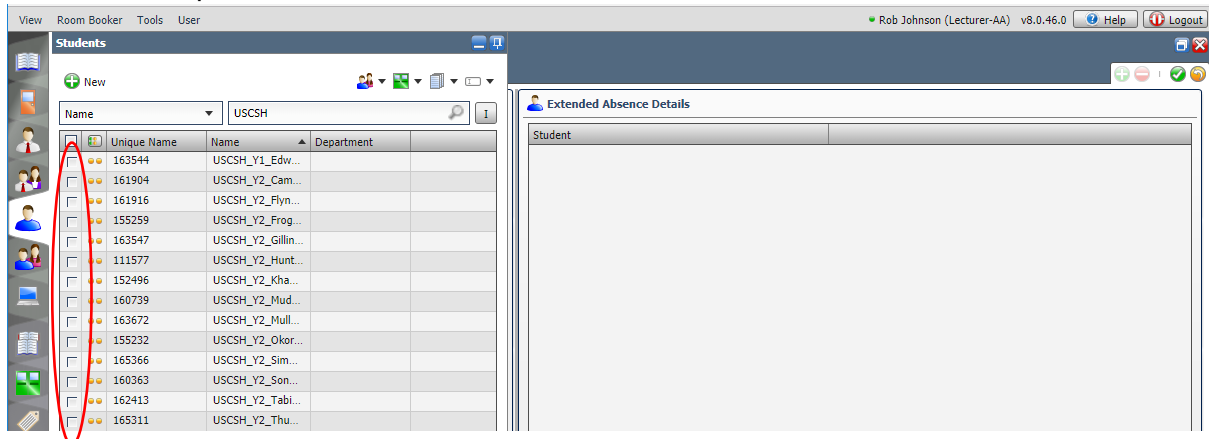 View Room Booker Tools User Rob Johnson (Lecturer-AA) v8.0.46.0 Help Logout
Students
New
Name USCSH I
Extended Absence Details
Unique Name Name Department
Student
163544 USCSH_Y1_Edw...
161904 USCSH_Y2_Cam...
161916 USCSH_Y2_Flyn...
155259 USCSH_Y2_Frog...
163547 USCSH_Y2_Gillin...
111577 USCSH_Y2_Hunt...
152496 USCSH_Y2_Kha...
160739 USCSH_Y2_Mud...
163672 USCSH_Y2_Mull...
155232 USCSH_Y2_Okor...
165366 USCSH_Y2_Sim...
160363 USCSH_Y2_Son...
162413 USCSH_Y2_Tabi...
165311 USCSH_Y2_Thu...